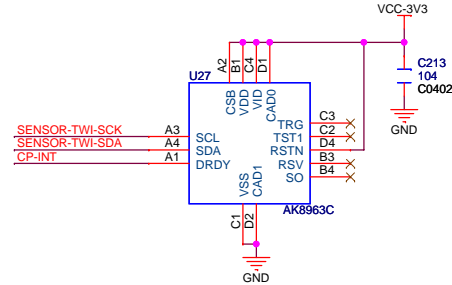 VCC-3V3
C213
104
C0402
GND
U27
A2
B1
C4
D1
CSB
VDD
VID
CAD0
SENSOR-TWI-SCK A3 SCL
SENSOR-TWI-SDA A4 SDA
CP-INT A1 DRDY
TRG C3
TST1 C2
RSTN D4
RSV B3
SO B4
VSS
CAD1
AK8963C
C1
D2
GND